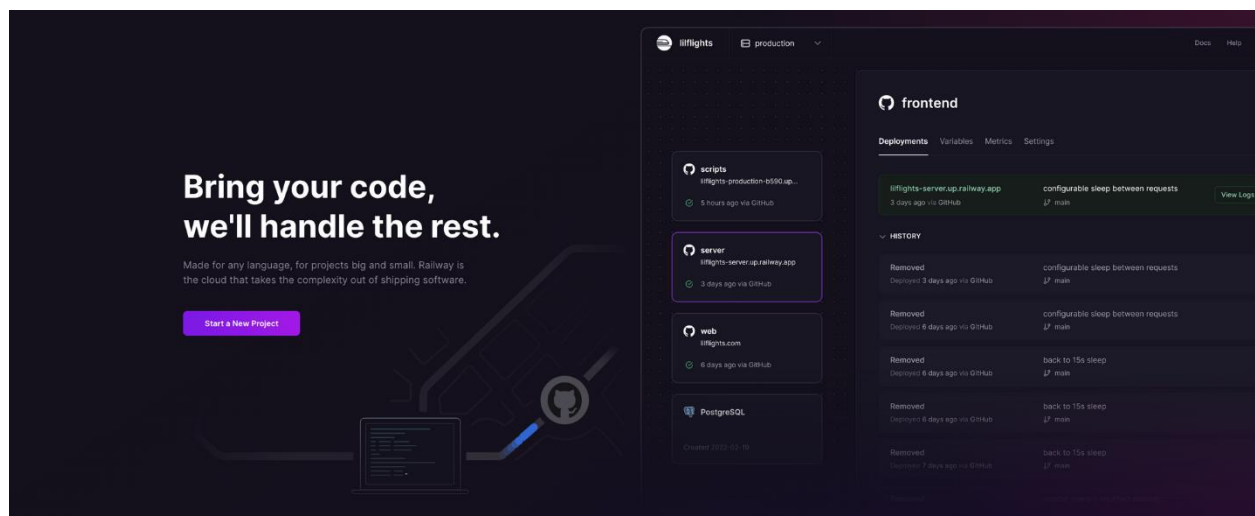 Bring your code,
we'll handle the rest.
Made for any language, for projects big and small. Railway is
the cloud that takes the complexity out of shipping software.
Start a New Project
lilflights
production
Docs
Help
scripts
lilflights-production-b590.up...
5 hours ago via GitHub
server
lilflights-server.up.railway.app
3 days ago via GitHub
web
lilflights.com
6 days ago via GitHub
PostgreSQL
Created 2022-02-10
frontend
Deployments Variables Metrics Settings
lilflights-server.up.railway.app
3 days ago via GitHub
configurable sleep between requests
main
View Logs
HISTORY
Removed
Deployed 3 days ago via GitHub
configurable sleep between requests
main
Removed
Deployed 6 days ago via GitHub
configurable sleep between requests
main
Removed
Deployed 6 days ago via GitHub
back to 15s sleep
main
Removed
Deployed 6 days ago via GitHub
back to 15s sleep
main
Removed
Deployed 7 days ago via GitHub
back to 15s sleep
main
Removed